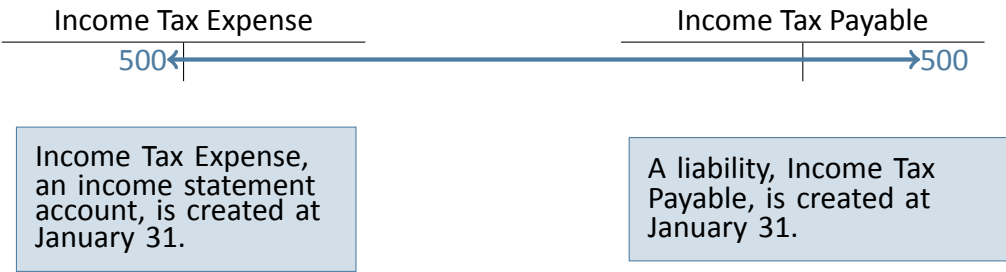 Income Tax Expense
Income Tax Payable
500
500
Income Tax Expense,
an income statement
account, is created at
January 31.
A liability, Income Tax
Payable, is created at
January 31.